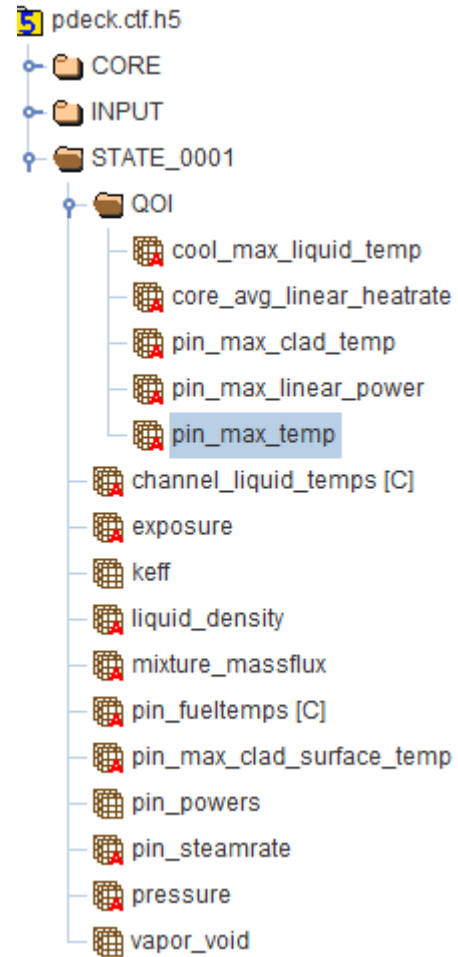 pdeck.ctf.h5
CORE
INPUT
STATE_0001
QOI
cool_max_liquid_temp
core_avg_linear_heatrate
pin_max_clad_temp
pin_max_linear_power
pin_max_temp
channel_liquid_temps [C]
exposure
keff
liquid_density
mixture_massflux
pin_fueltemps [C]
pin_max_clad_surface_temp
pin_powers
pin_steamrate
pressure
vapor_void